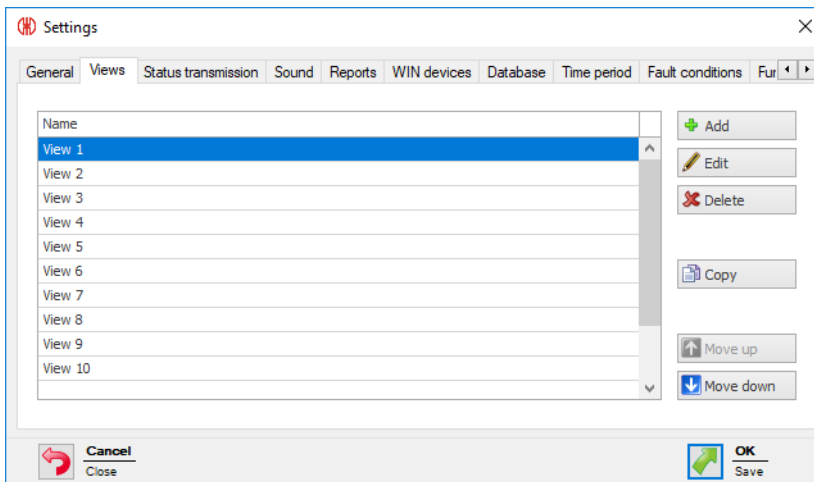 Settings
General Views Status transmission Sound Reports WIN devices Database Time period Fault conditions Fur
Name
View 1
View 2
View 3
View 4
View 5
View 6
View 7
View 8
View 9
View 10
Add
Edit
Delete
Copy
Move up
Move down
Cancel
Close
OK
Save